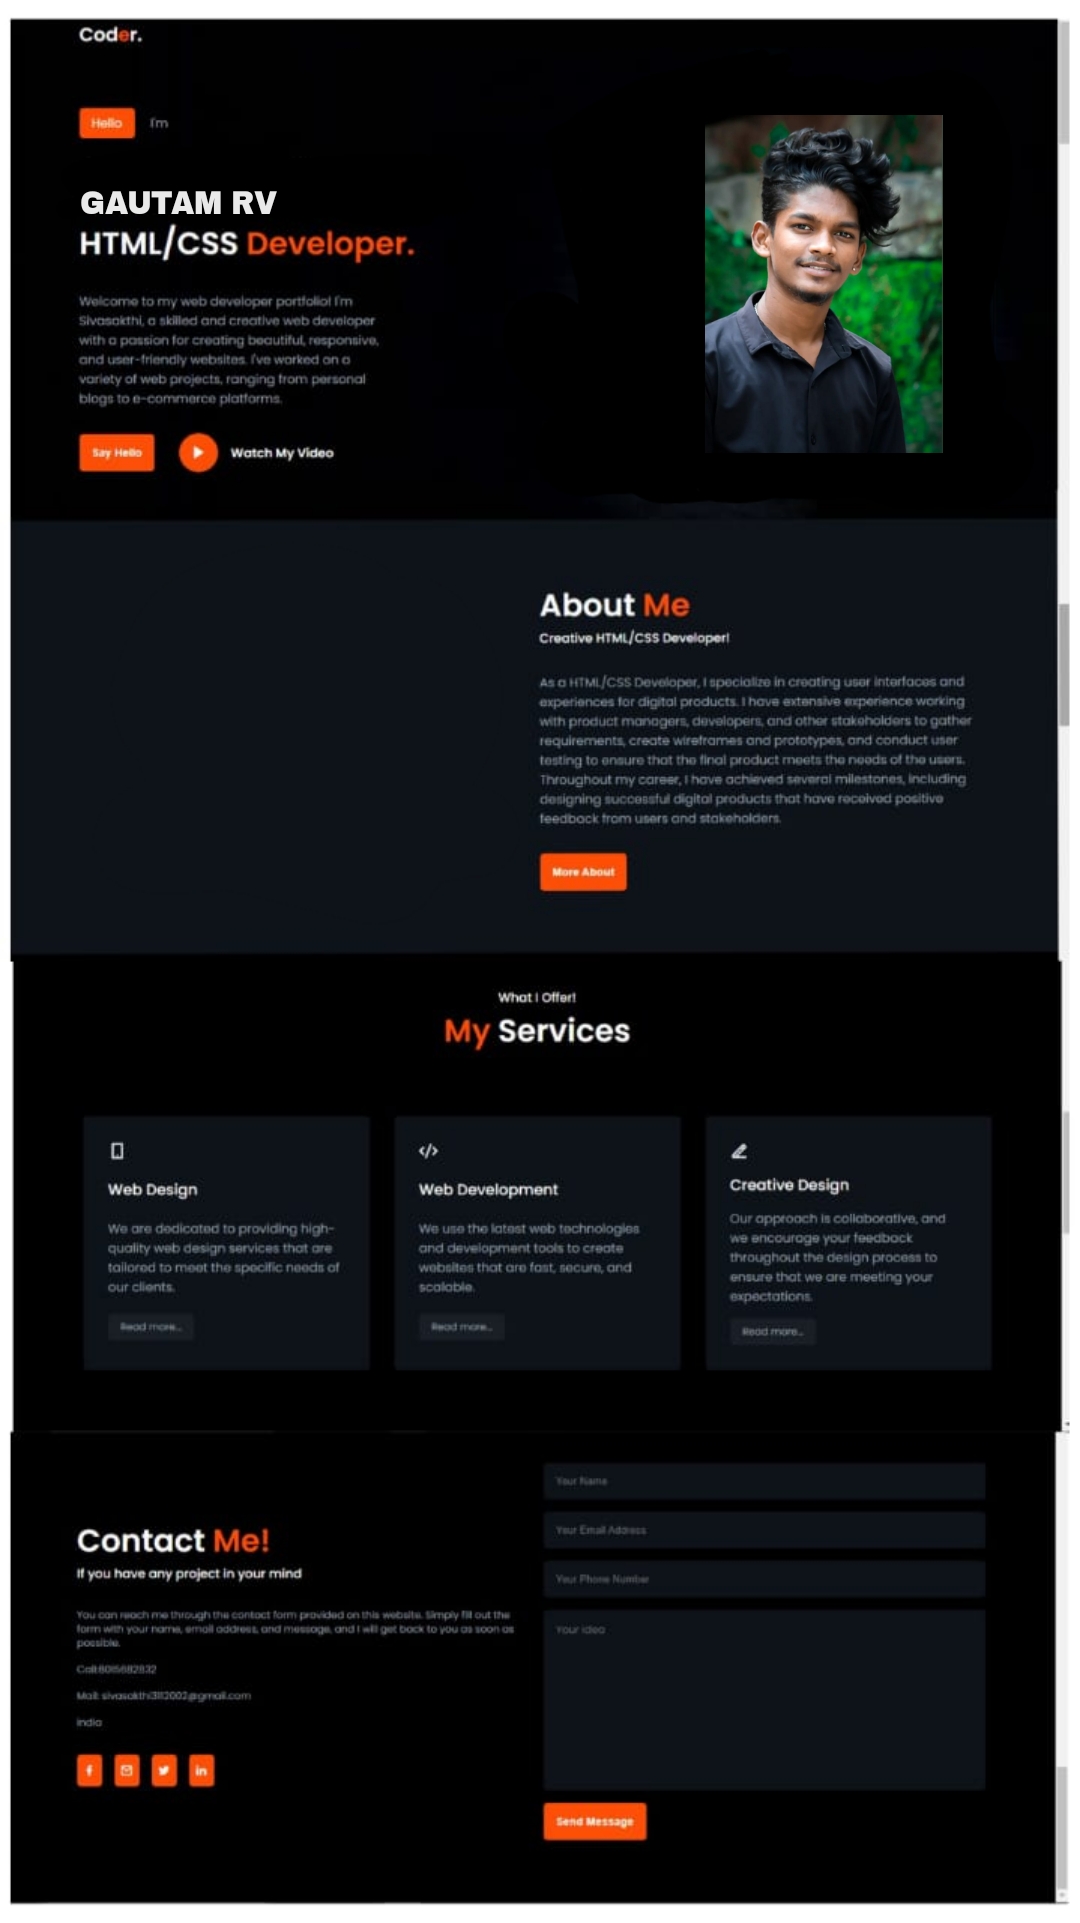 Coder.
Hello I'm
GAUTAM RV
HTML/CSS Developer.
Welcome to my web developer portfolio! I'm
Sivasakthi, a skilled and creative web developer
with a passion for creating beautiful, responsive,
and user-friendly websites. I've worked on a
variety of web projects, ranging from personal
blogs to e-commerce platforms.
Say Hello
Watch My Video
About Me
Creative HTML/CSS Developer!
As a HTML/CSS Developer, I specialize in creating user interfaces and
experiences for digital products. I have extensive experience working
with product managers, developers, and other stakeholders to gather
requirements, create wireframes and prototypes, and conduct user
testing to ensure that the final product meets the needs of the users.
Throughout my career, I have achieved several milestones, including
designing successful digital products that have received positive
feedback from users and stakeholders.
More About
What I Offer!
My Services
Web Design
We are dedicated to providing high-
quality web design services that are
tailored to meet the specific needs of
our clients.
Read more...
</> 
Web Development
We use the latest web technologies
and development tools to create
websites that are fast, secure, and
scalable.
Read more...
Creative Design
Our approach is collaborative, and
we encourage your feedback
throughout the design process to
ensure that we are meeting your
expectations.
Read more...
Contact Me!
If you have any project in your mind
You can reach me through the contact form provided on this website. Simply fill out the
form with your name, email address, and message, and I will get back to you as soon as
possible.
Call:8015682832
Mail: sivasakthi3112002@gmail.com
india
f in
Your Name
Your Email Address
Your Phone Number
Your idea
Send Message